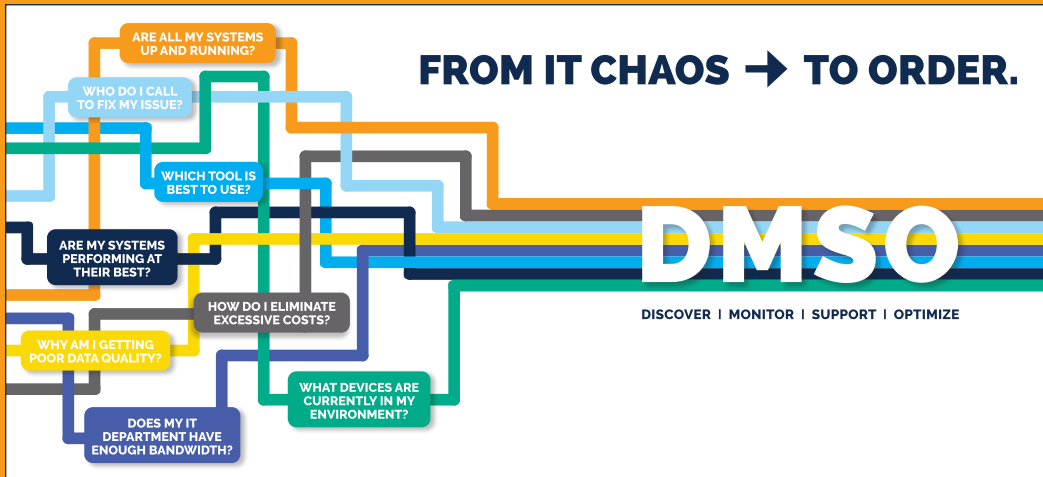 ARE ALL MY SYSTEMS
UP AND RUNNING?
FROM IT CHAOS → TO ORDER.
WHO DO I CALL
TO FIX MY ISSUE?
WHICH TOOL IS
BEST TO USE?
ARE MY SYSTEMS
PERFORMING AT
THEIR BEST?
HOW DO I ELIMINATE
EXCESSIVE COSTS?
WHY AM I GETTING
POOR DATA QUALITY?
WHAT DEVICES ARE
CURRENTLY IN MY
ENVIRONMENT?
DOES MY IT
DEPARTMENT HAVE
ENOUGH BANDWIDTH?
DMSO
DISCOVER | MONITOR | SUPPORT | OPTIMIZE